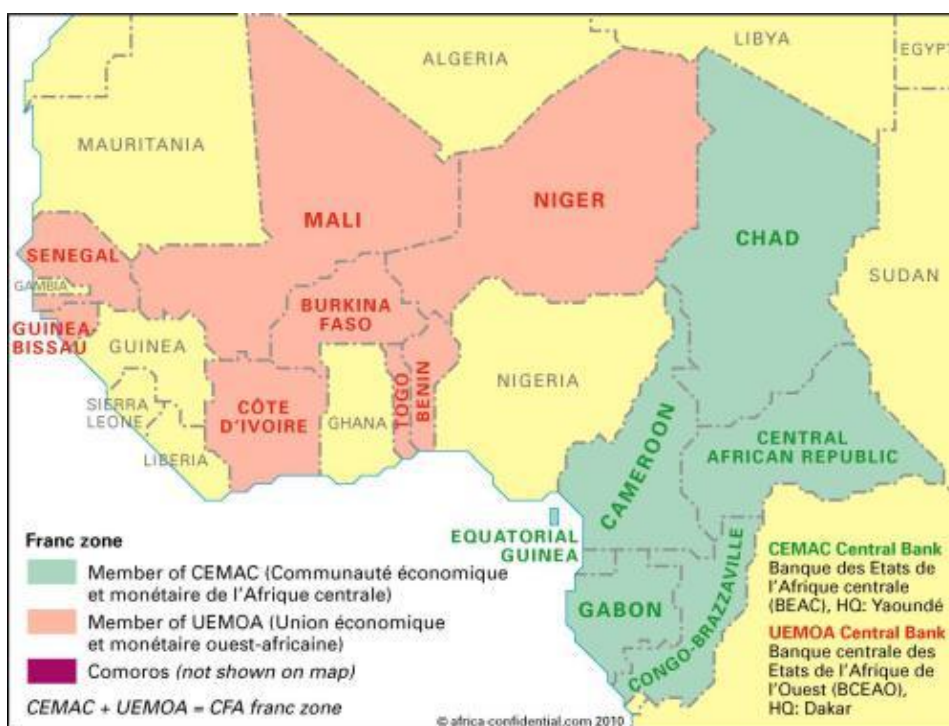 LIBYA
EGYPT
ALGERIA
MAURITANIA
MALI
NIGER
CHAD
SENEGAL
SUDAN
GAMBIA
BURKINA
FASO
GUINEA-
BISSAU
GUINEA
NIGERIA
SIERRA
LEONE
CÔTE
D'IVOIRE
GHANA
TOGO
BENIN
LIBERIA
CAMEROON
CENTRAL
AFRICAN REPUBLIC
EQUATORIAL
GUINEA
GABON
CONGO-BRAZZAVILLE
Franc zone
Member of CEMAC (Communauté économique
et monétaire de l'Afrique centrale)
Member of UEMOA (Union économique
et monétaire ouest-africaine)
Comoros (not shown on map)
CEMAC + UEMOA = CFA franc zone
CEMAC Central Bank
Banque des Etats de
l'Afrique centrale
(BEAC), HQ: Yaoundé
UEMOA Central Bank
Banque centrale des
Etats de l'Afrique de
l'Ouest (BCEAO),
HQ: Dakar
© africa-confidential.com 2010